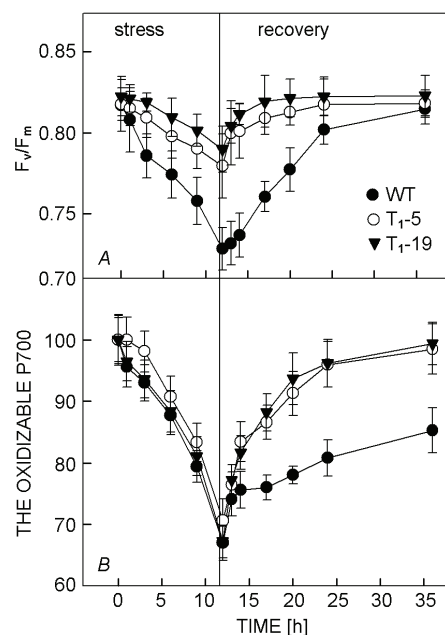 stress recovery
0.85
0.80
0.75
0.70
Fv/Fm
WT
T1-5
T1-19
A
100
90
80
70
60
THE OXIDIZABLE P700
B
0 5 10 15 20 25 30 35
TIME [h]